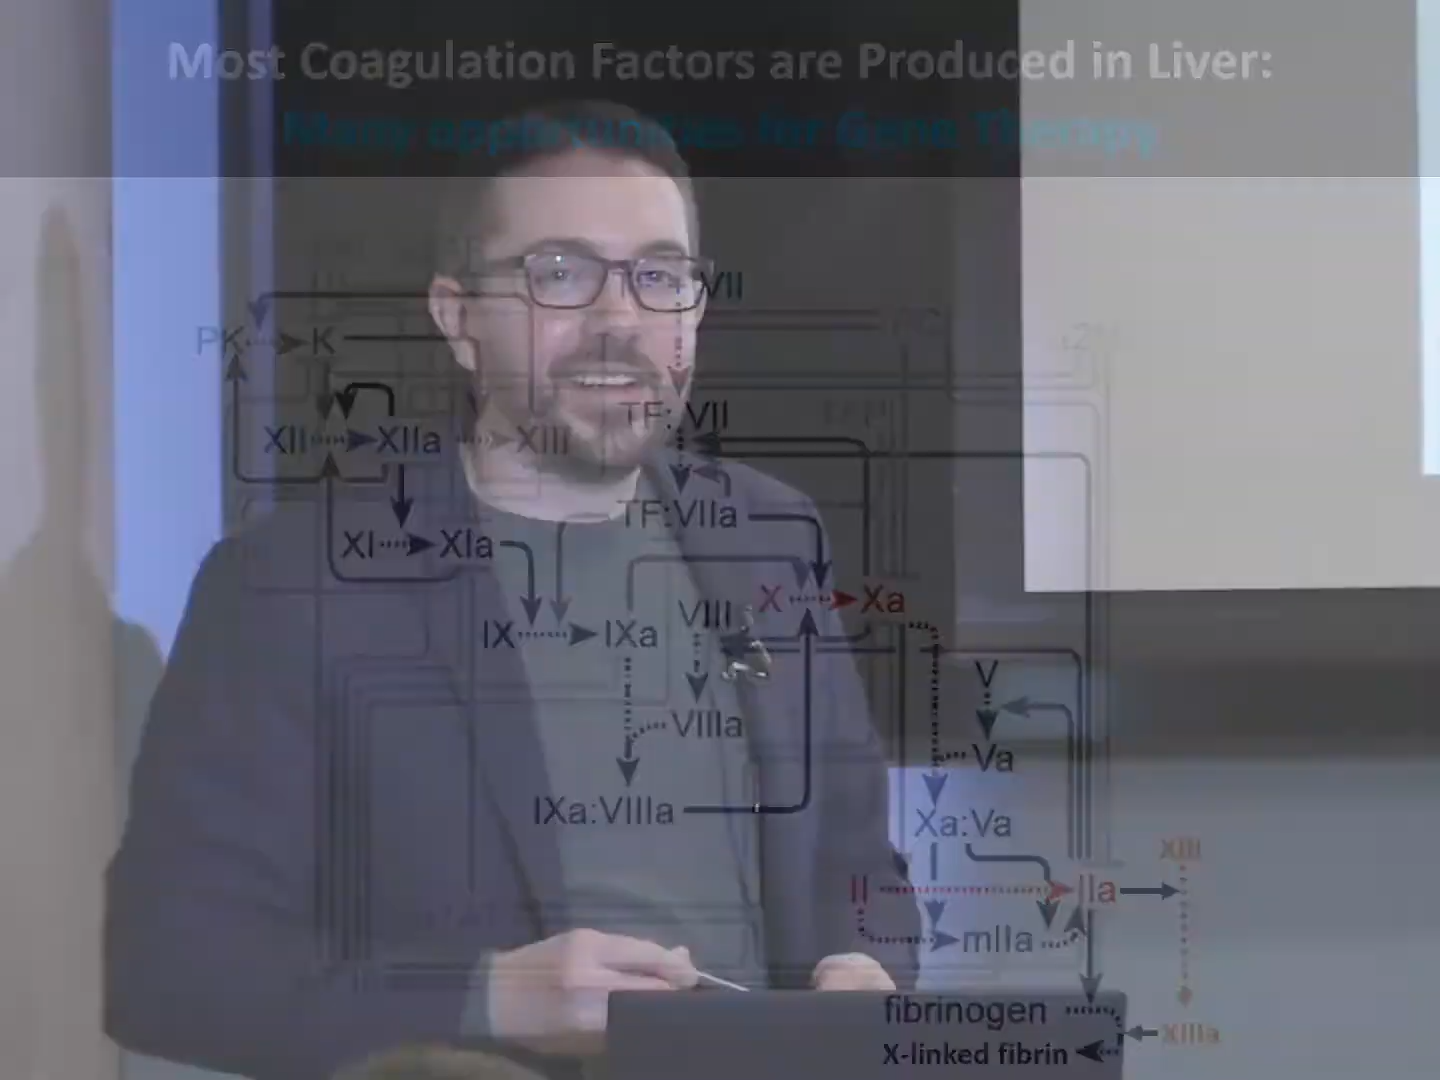 Most Coagulation Factors are Produced in Liver:
Many opportunities for Gene Therapy
VII
PK K
TF: VII
XII XIIa XIII
TF:VIIa
XI XIa
X Xa
VIII
IX IXa
V
VIIIa
Va
IXa:VIIIa
Xa:Va
XIII
II IIa
mIIa
fibrinogen
XIIIa
X-linked fibrin